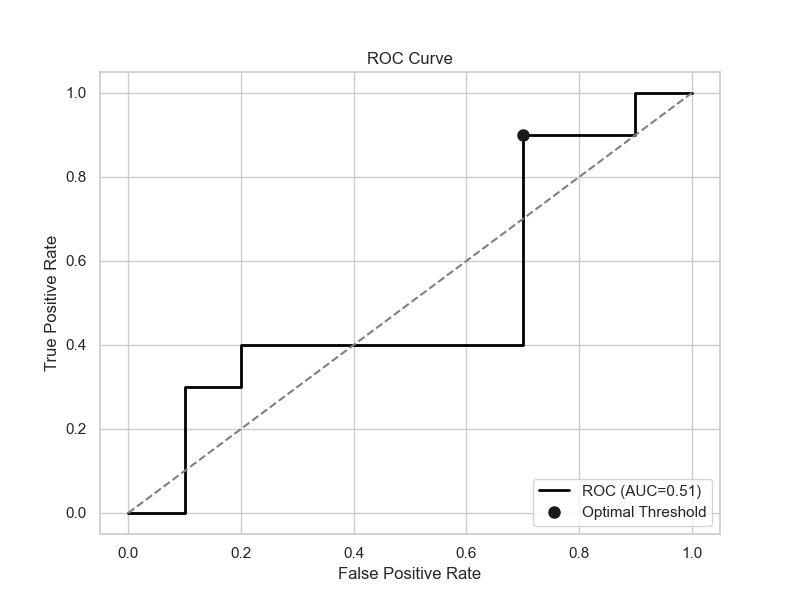 ROC Curve
True Positive Rate
1.0
0.8
0.6
0.4
0.2
0.0
0.0 0.2 0.4 0.6 0.8 1.0
False Positive Rate
ROC (AUC=0.51)
Optimal Threshold